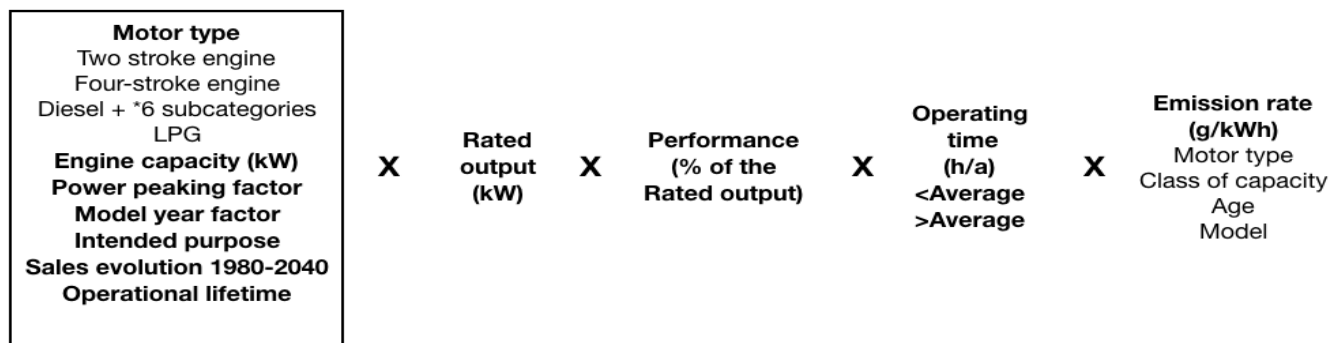 Motor type
Two stroke engine
Four-stroke engine
Diesel + *6 subcategories
LPG
Engine capacity (kW)
Power peaking factor
Model year factor
Intended purpose
Sales evolution 1980-2040
Operational lifetime
X
Rated
output
(kW)
X
Performance
(% of the
Rated output)
X
Operating
time
(h/a)
<Average
>Average
X
Emission rate
(g/kWh)
Motor type
Class of capacity
Age
Model